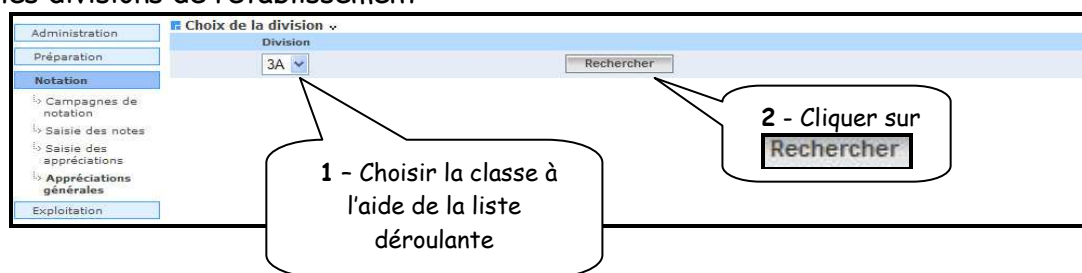 les divisions de l'établissement
Choix de la division
Division
3A
Rechercher
Administration
Préparation
Notation
Campagnes de
notation
Saisie des notes
Saisie des
appréciations
Appréciations
générales
Exploitation
1 – Choisir la classe à
l'aide de la liste
déroulante
2 - Cliquer sur
Rechercher